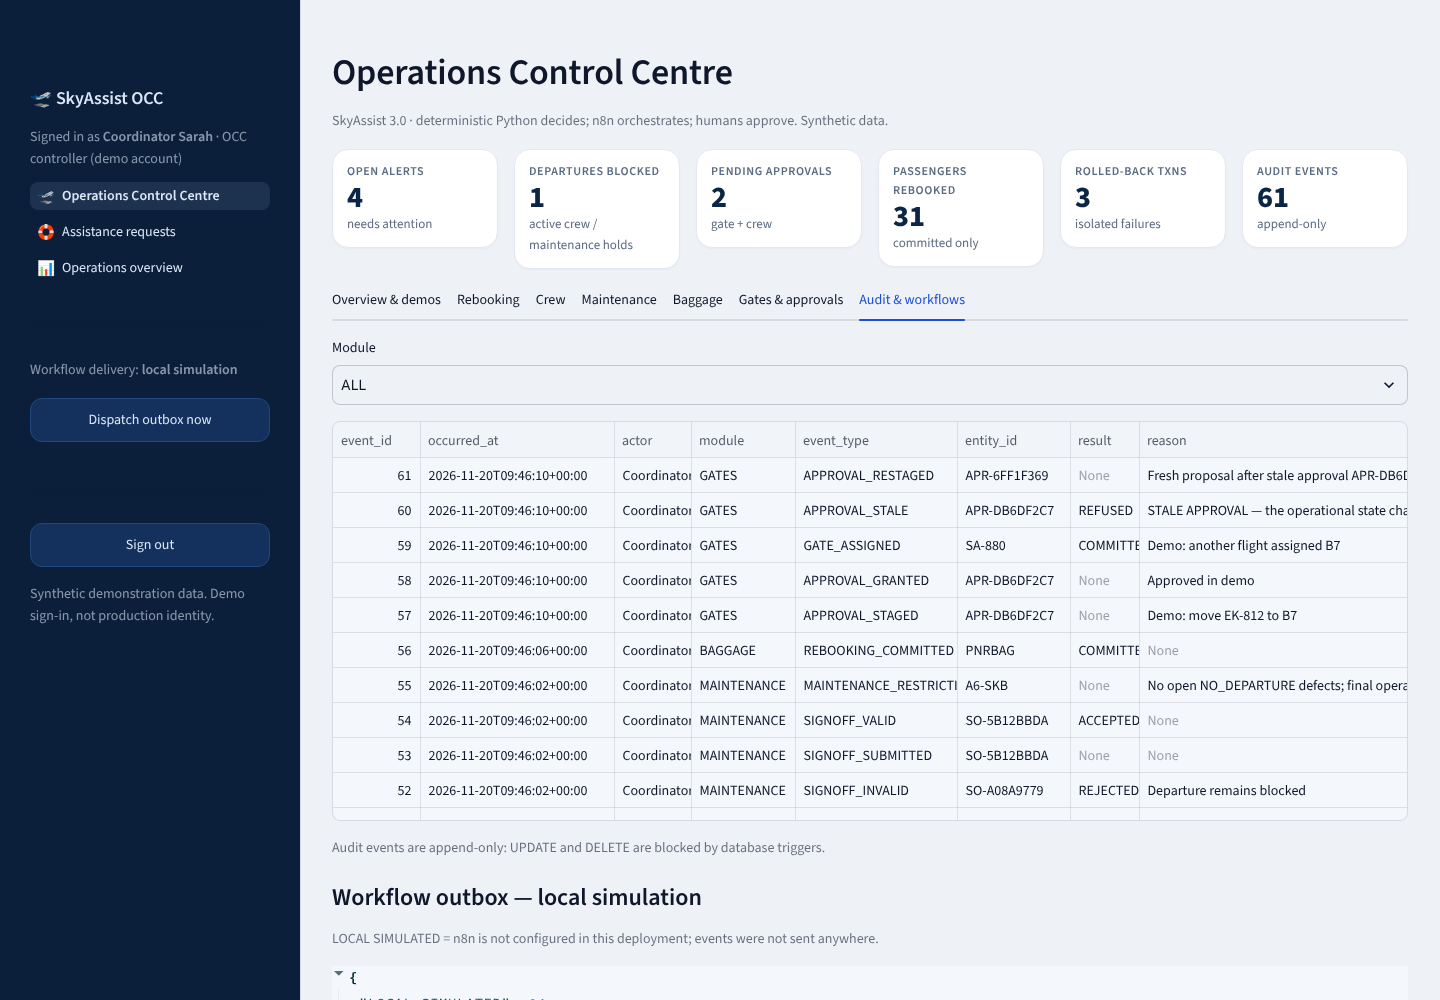 SkyAssist OCC
Signed in as Coordinator Sarah · OCC
controller (demo account)
Operations Control Centre
Assistance requests
Operations overview
Workflow delivery: local simulation
Dispatch outbox now
Sign out
Synthetic demonstration data. Demo
sign-in, not production identity.
Operations Control Centre
SkyAssist 3.0 · deterministic Python decides; n8n orchestrates; humans approve. Synthetic data.
OPEN ALERTS
4
needs attention
DEPARTURES BLOCKED
1
active crew /
maintenance holds
PENDING APPROVALS
2
gate + crew
PASSENGERS
REBOOKED
31
committed only
ROLLED-BACK TXNS
3
isolated failures
AUDIT EVENTS
61
append-only
Overview & demos Rebooking Crew Maintenance Baggage Gates & approvals Audit & workflows
Module
ALL
event_id occurred_at actor module event_type entity_id result reason
61 2026-11-20T09:46:10+00:00 Coordinator GATES APPROVAL_RESTAGED APR-6FF1F369 None Fresh proposal after stale approval APR-DB6D
60 2026-11-20T09:46:10+00:00 Coordinator GATES APPROVAL_STALE APR-DB6DF2C7 REFUSED STALE APPROVAL — the operational state cha
59 2026-11-20T09:46:10+00:00 Coordinator GATES GATE_ASSIGNED SA-880 COMMITTE Demo: another flight assigned B7
58 2026-11-20T09:46:10+00:00 Coordinator GATES APPROVAL_GRANTED APR-DB6DF2C7 None Approved in demo
57 2026-11-20T09:46:10+00:00 Coordinator GATES APPROVAL_STAGED APR-DB6DF2C7 None Demo: move EK-812 to B7
56 2026-11-20T09:46:06+00:00 Coordinator BAGGAGE REBOOKING_COMMITTED PNRBAG COMMITTE None
55 2026-11-20T09:46:02+00:00 Coordinator MAINTENANCE MAINTENANCE_RESTRICTI A6-SKB None No open NO_DEPARTURE defects; final opera
54 2026-11-20T09:46:02+00:00 Coordinator MAINTENANCE SIGNOFF_VALID SO-5B12BBDA ACCEPTED None
53 2026-11-20T09:46:02+00:00 Coordinator MAINTENANCE SIGNOFF_SUBMITTED SO-5B12BBDA None None
52 2026-11-20T09:46:02+00:00 Coordinator MAINTENANCE SIGNOFF_INVALID SO-A08A9779 REJECTED Departure remains blocked
Audit events are append-only: UPDATE and DELETE are blocked by database triggers.
Workflow outbox — local simulation
LOCAL SIMULATED = n8n is not configured in this deployment; events were not sent anywhere.
{